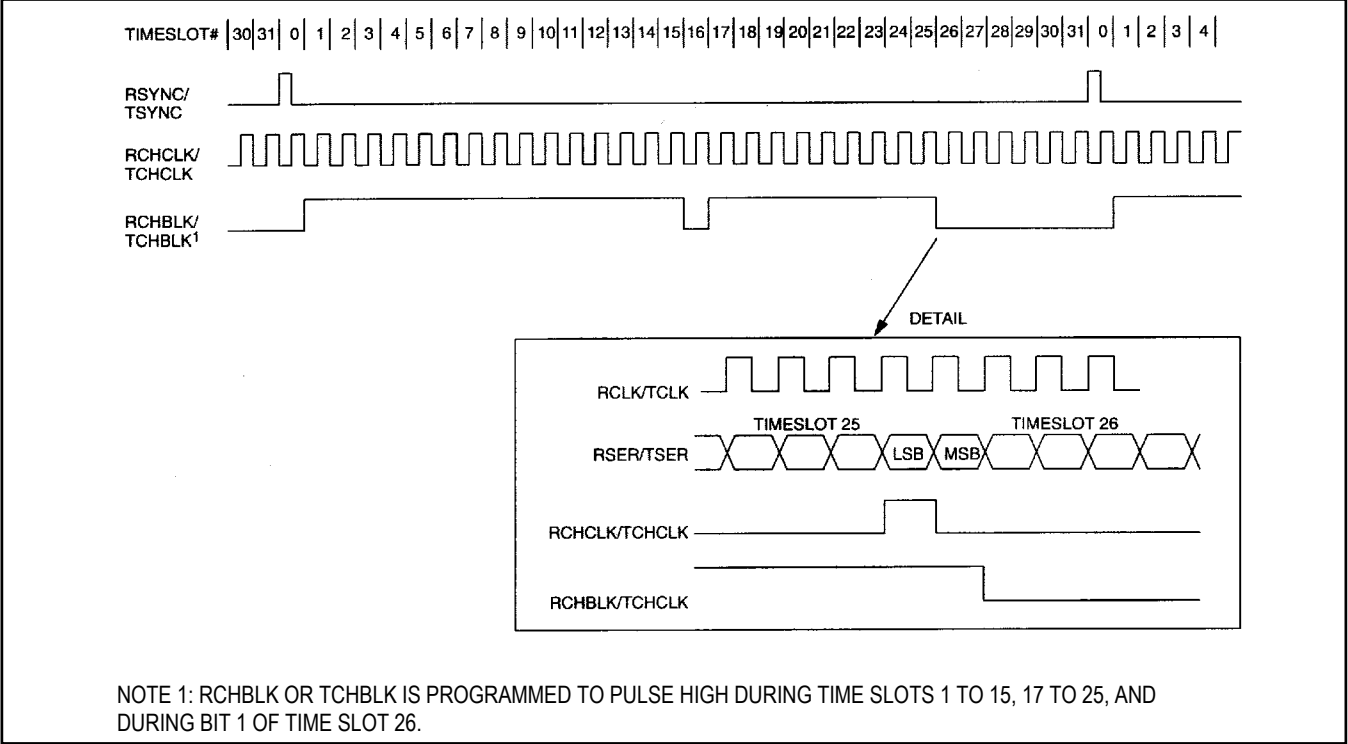 TIMESLOT# 30 31 0 1 2 3 4 5 6 7 8 9 10 11 12 13 14 15 16 17 18 19 20 21 22 23 24 25 26 27 28 29 30 31 0 1 2 3 4
RSYNC/
TSYNC
RCHCLK/
TCHCLK
RCHBLK/
TCHBLK1
DETAIL
RCLK/TCLK
TIMESLOT 25 TIMESLOT 26
RSER/TSER LSB MSB
RCHCLK/TCHCLK
RCHBLK/TCHCLK
NOTE 1: RCHBLK OR TCHBLK IS PROGRAMMED TO PULSE HIGH DURING TIME SLOTS 1 TO 15, 17 TO 25, AND
DURING BIT 1 OF TIME SLOT 26.